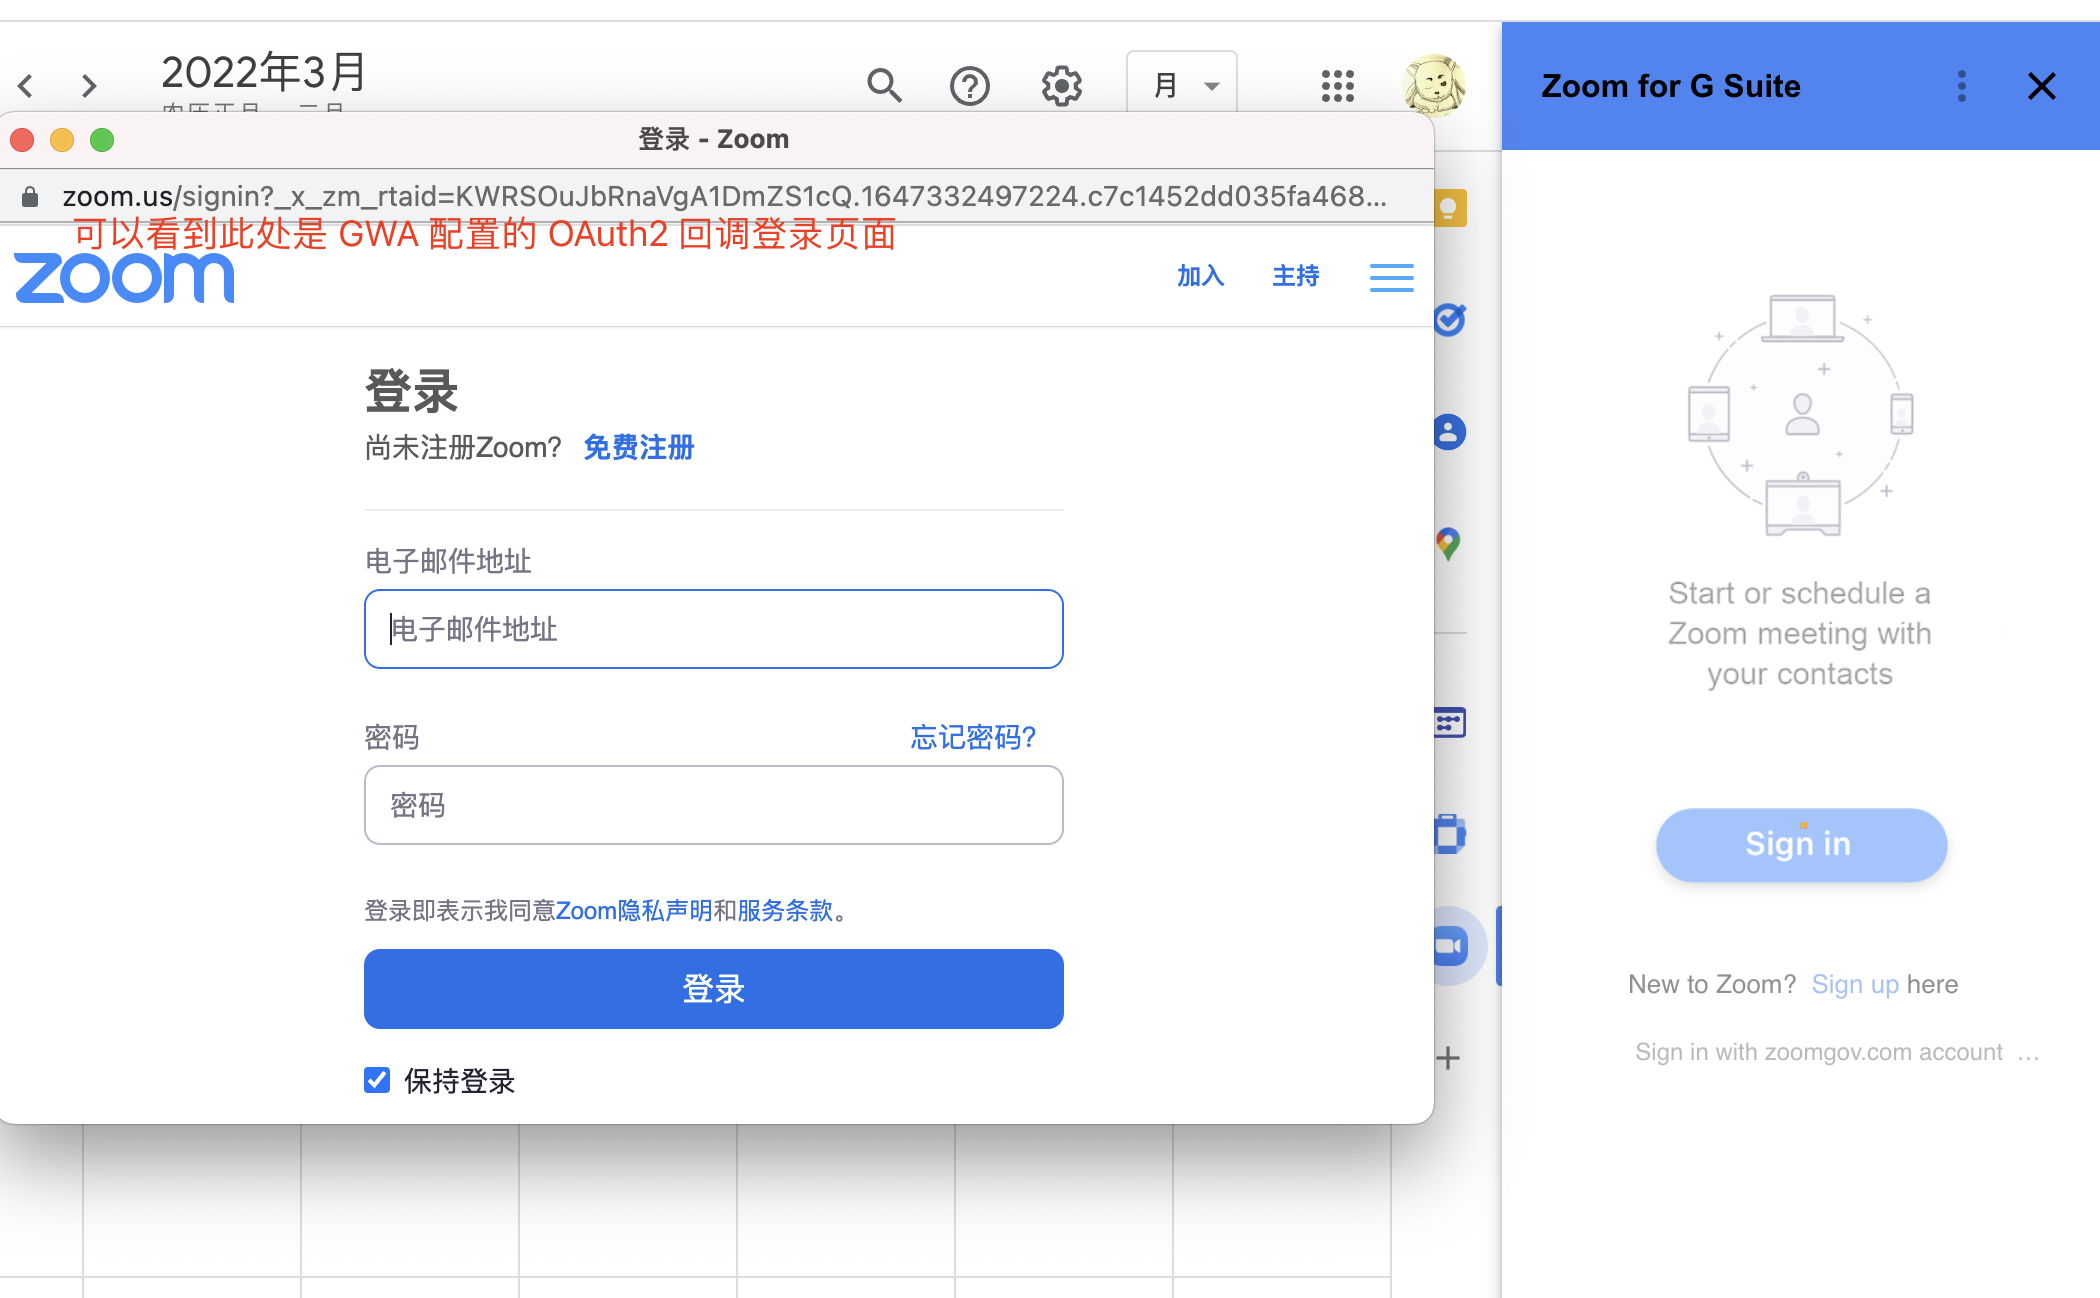 2022年3月
月
Zoom for G Suite
登录 - Zoom
zoom.us/signin?_x_zm_rtaid=KWRSOuJbRnaVgA1DmZS1cQ.1647332497224.c7c1452dd035fa468...
可以看到此处是 GWA 配置的 OAuth2 回调登录页面
zoom
加入 主持
登录
尚未注册Zoom? 免费注册
电子邮件地址
电子邮件地址
密码 忘记密码?
密码
登录即表示我同意Zoom隐私声明和服务条款。
登录
保持登录
Start or schedule a
Zoom meeting with
your contacts
Sign in
New to Zoom? Sign up here
Sign in with zoomgov.com account ...